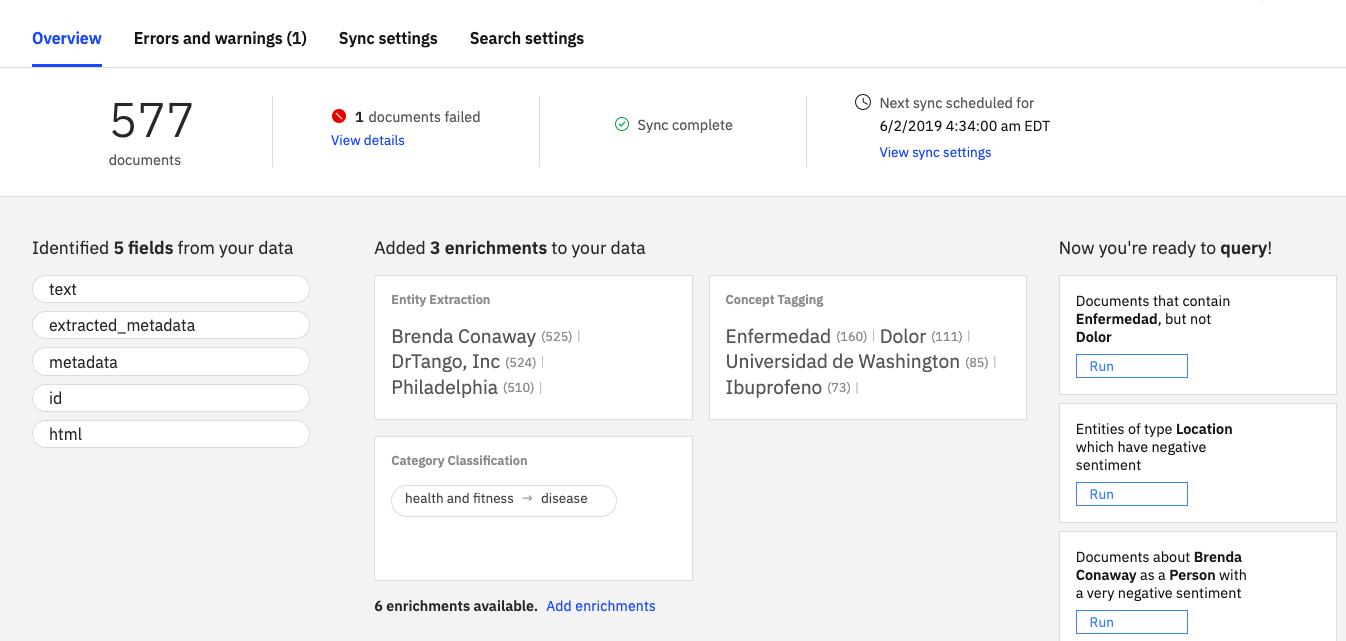 Overview
Errors and warnings (1)
Sync settings
Search settings
577
documents
1 documents failed
View details
Sync complete
Next sync scheduled for
6/2/2019 4:34:00 am EDT
View sync settings
Identified 5 fields from your data
text
extracted_metadata
metadata
id
html
Added 3 enrichments to your data
Entity Extraction
Brenda Conaway (525) |
DrTango, Inc (524) |
Philadelphia (510) |
Concept Tagging
Enfermedad (160) | Dolor (111) |
Universidad de Washington (85) |
Ibuprofeno (73) |
Category Classification
health and fitness → disease
6 enrichments available. Add enrichments
Now you're ready to query!
Documents that contain
Enfermedad, but not
Dolor
Run
Entities of type Location
which have negative
sentiment
Run
Documents about Brenda
Conaway as a Person with
a very negative sentiment
Run